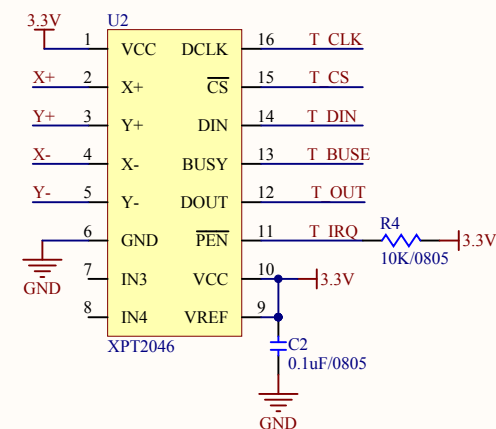 3.3V
U2
1 VCC DCLK 16 T_CLK
X+ 2 X+ CS 15 T_CS
Y+ 3 Y+ DIN 14 T_DIN
X- 4 X- BUSY 13 T_BUSE
Y- 5 Y- DOUT 12 T_OUT
6 GND PEN 11 T_IRQ R4 3.3V
10K/0805
GND
7 IN3 VCC 10 3.3V
8 IN4 VREF 9
XPT2046
C2
0.1uF/0805
GND